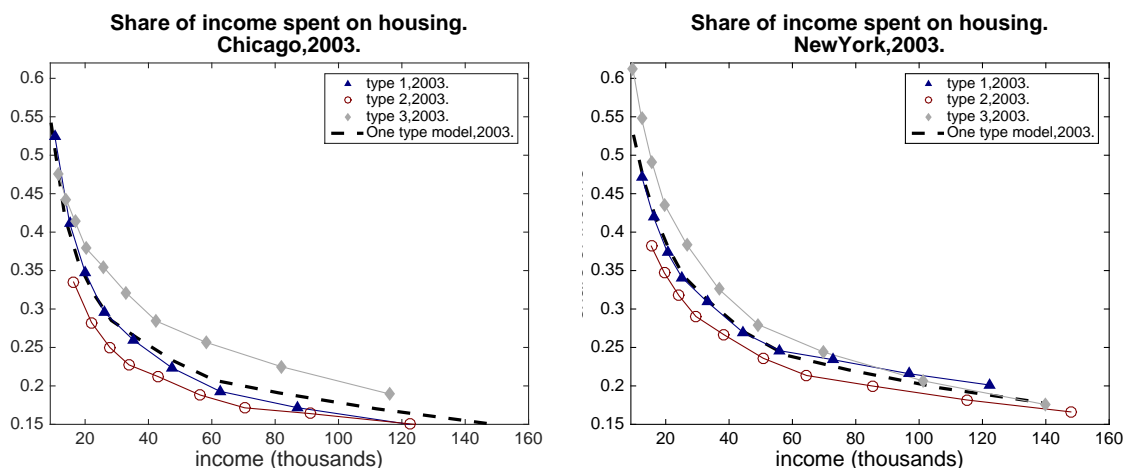 Share of income spent on housing.
Chicago,2003.
0.6
0.55
0.5
0.45
0.4
0.35
0.3
0.25
0.2
0.15
20
40
60
80
100
120
140
160
income (thousands)
type 1,2003.
type 2,2003.
type 3,2003.
One type model,2003.
Share of income spent on housing.
NewYork,2003.
0.6
0.55
0.5
0.45
0.4
0.35
0.3
0.25
0.2
0.15
20
40
60
80
100
120
140
160
income (thousands)
type 1,2003.
type 2,2003.
type 3,2003.
One type model,2003.